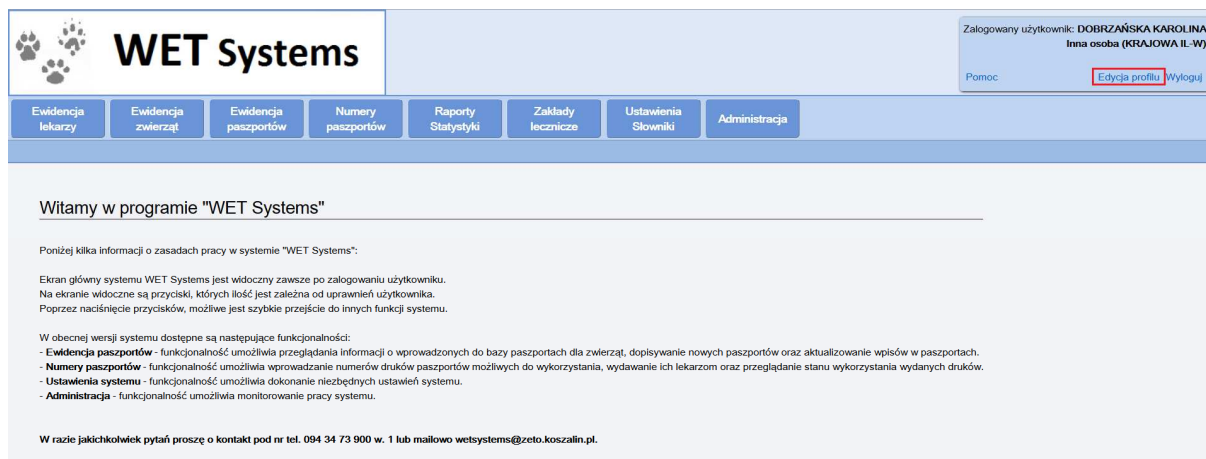 WET Systems
Zalogowany użytkownik: DOBRZAŃSKA KAROLINA
Inna osoba (KRAJOWA IL-W)
Pomoc Edycja profilu Wyloguj
Ewidencja lekarzy
Ewidencja zwierząt
Ewidencja paszportów
Numery paszportów
Raporty Statystyki
Zakłady lecznicze
Ustawienia Słowniki
Administracja
Witamy w programie "WET Systems"
Poniżej kilka informacji o zasadach pracy w systemie "WET Systems":
Ekran główny systemu WET Systems jest widoczny zawsze po zalogowaniu użytkowniku.
Na ekranie widoczne są przyciski, których ilość jest zależna od uprawnień użytkownika.
Poprzez naciśnięcie przycisków, możliwe jest szybkie przejście do innych funkcji systemu.
W obecnej wersji systemu dostępne są następujące funkcjonalności:
- Ewidencja paszportów - funkcjonalność umożliwia przeglądania informacji o wprowadzonych do bazy paszportach dla zwierząt, dopisywanie nowych paszportów oraz aktualizowanie wpisów w paszportach.
- Numery paszportów - funkcjonalność umożliwia wprowadzanie numerów druków paszportów możliwych do wykorzystania, wydawanie ich lekarzom oraz przeglądanie stanu wykorzystania wydanych druków.
- Ustawienia systemu - funkcjonalność umożliwia dokonanie niezbędnych ustawień systemu.
- Administracja - funkcjonalność umożliwia monitorowanie pracy systemu.
W razie jakichkolwiek pytań proszę o kontakt pod nr tel. 094 34 73 900 w. 1 lub mailowo wetsystems@zeto.koszalin.pl.